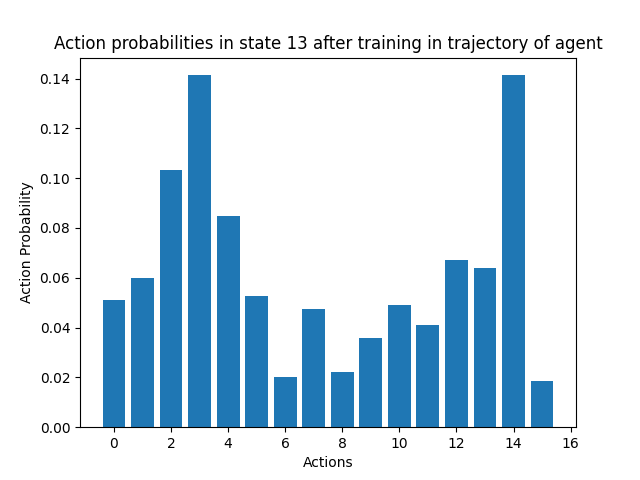 Action probabilities in state 13 after training in trajectory of agent
Action Probability
0.14
0.12
0.10
0.08
0.06
0.04
0.02
0.00
0 2 4 6 8 10 12 14 16
Actions